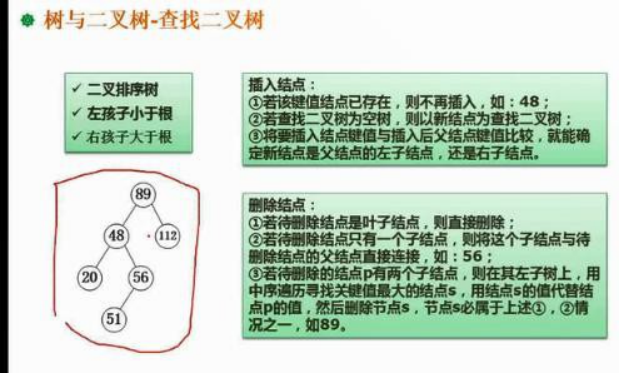 树与二叉树-查找二叉树
✓ 二叉排序树
✓ 左孩子小于根
✓ 右孩子大于根
插入结点：
①若该键值结点已存在，则不再插入，如：48；
②若查找二叉树为空树，则以新结点为查找二叉树；
③将要插入结点键值与插入后父结点键值比较，就能确
定新结点是父结点的左子结点，还是右子结点。
89
48
112
20
56
51
删除结点：
①若待删除结点是叶子结点，则直接删除；
②若待删除结点只有一个子结点，则将这个子结点与待
删除结点的父结点直接连接，如：56；
③若待删除的结点p有两个子结点，则在其左子树上，用
中序遍历寻找关键值最大的结点s，用结点s的值代替结
点p的值，然后删除节点s，节点s必属于上述①，②情
况之一，如89。